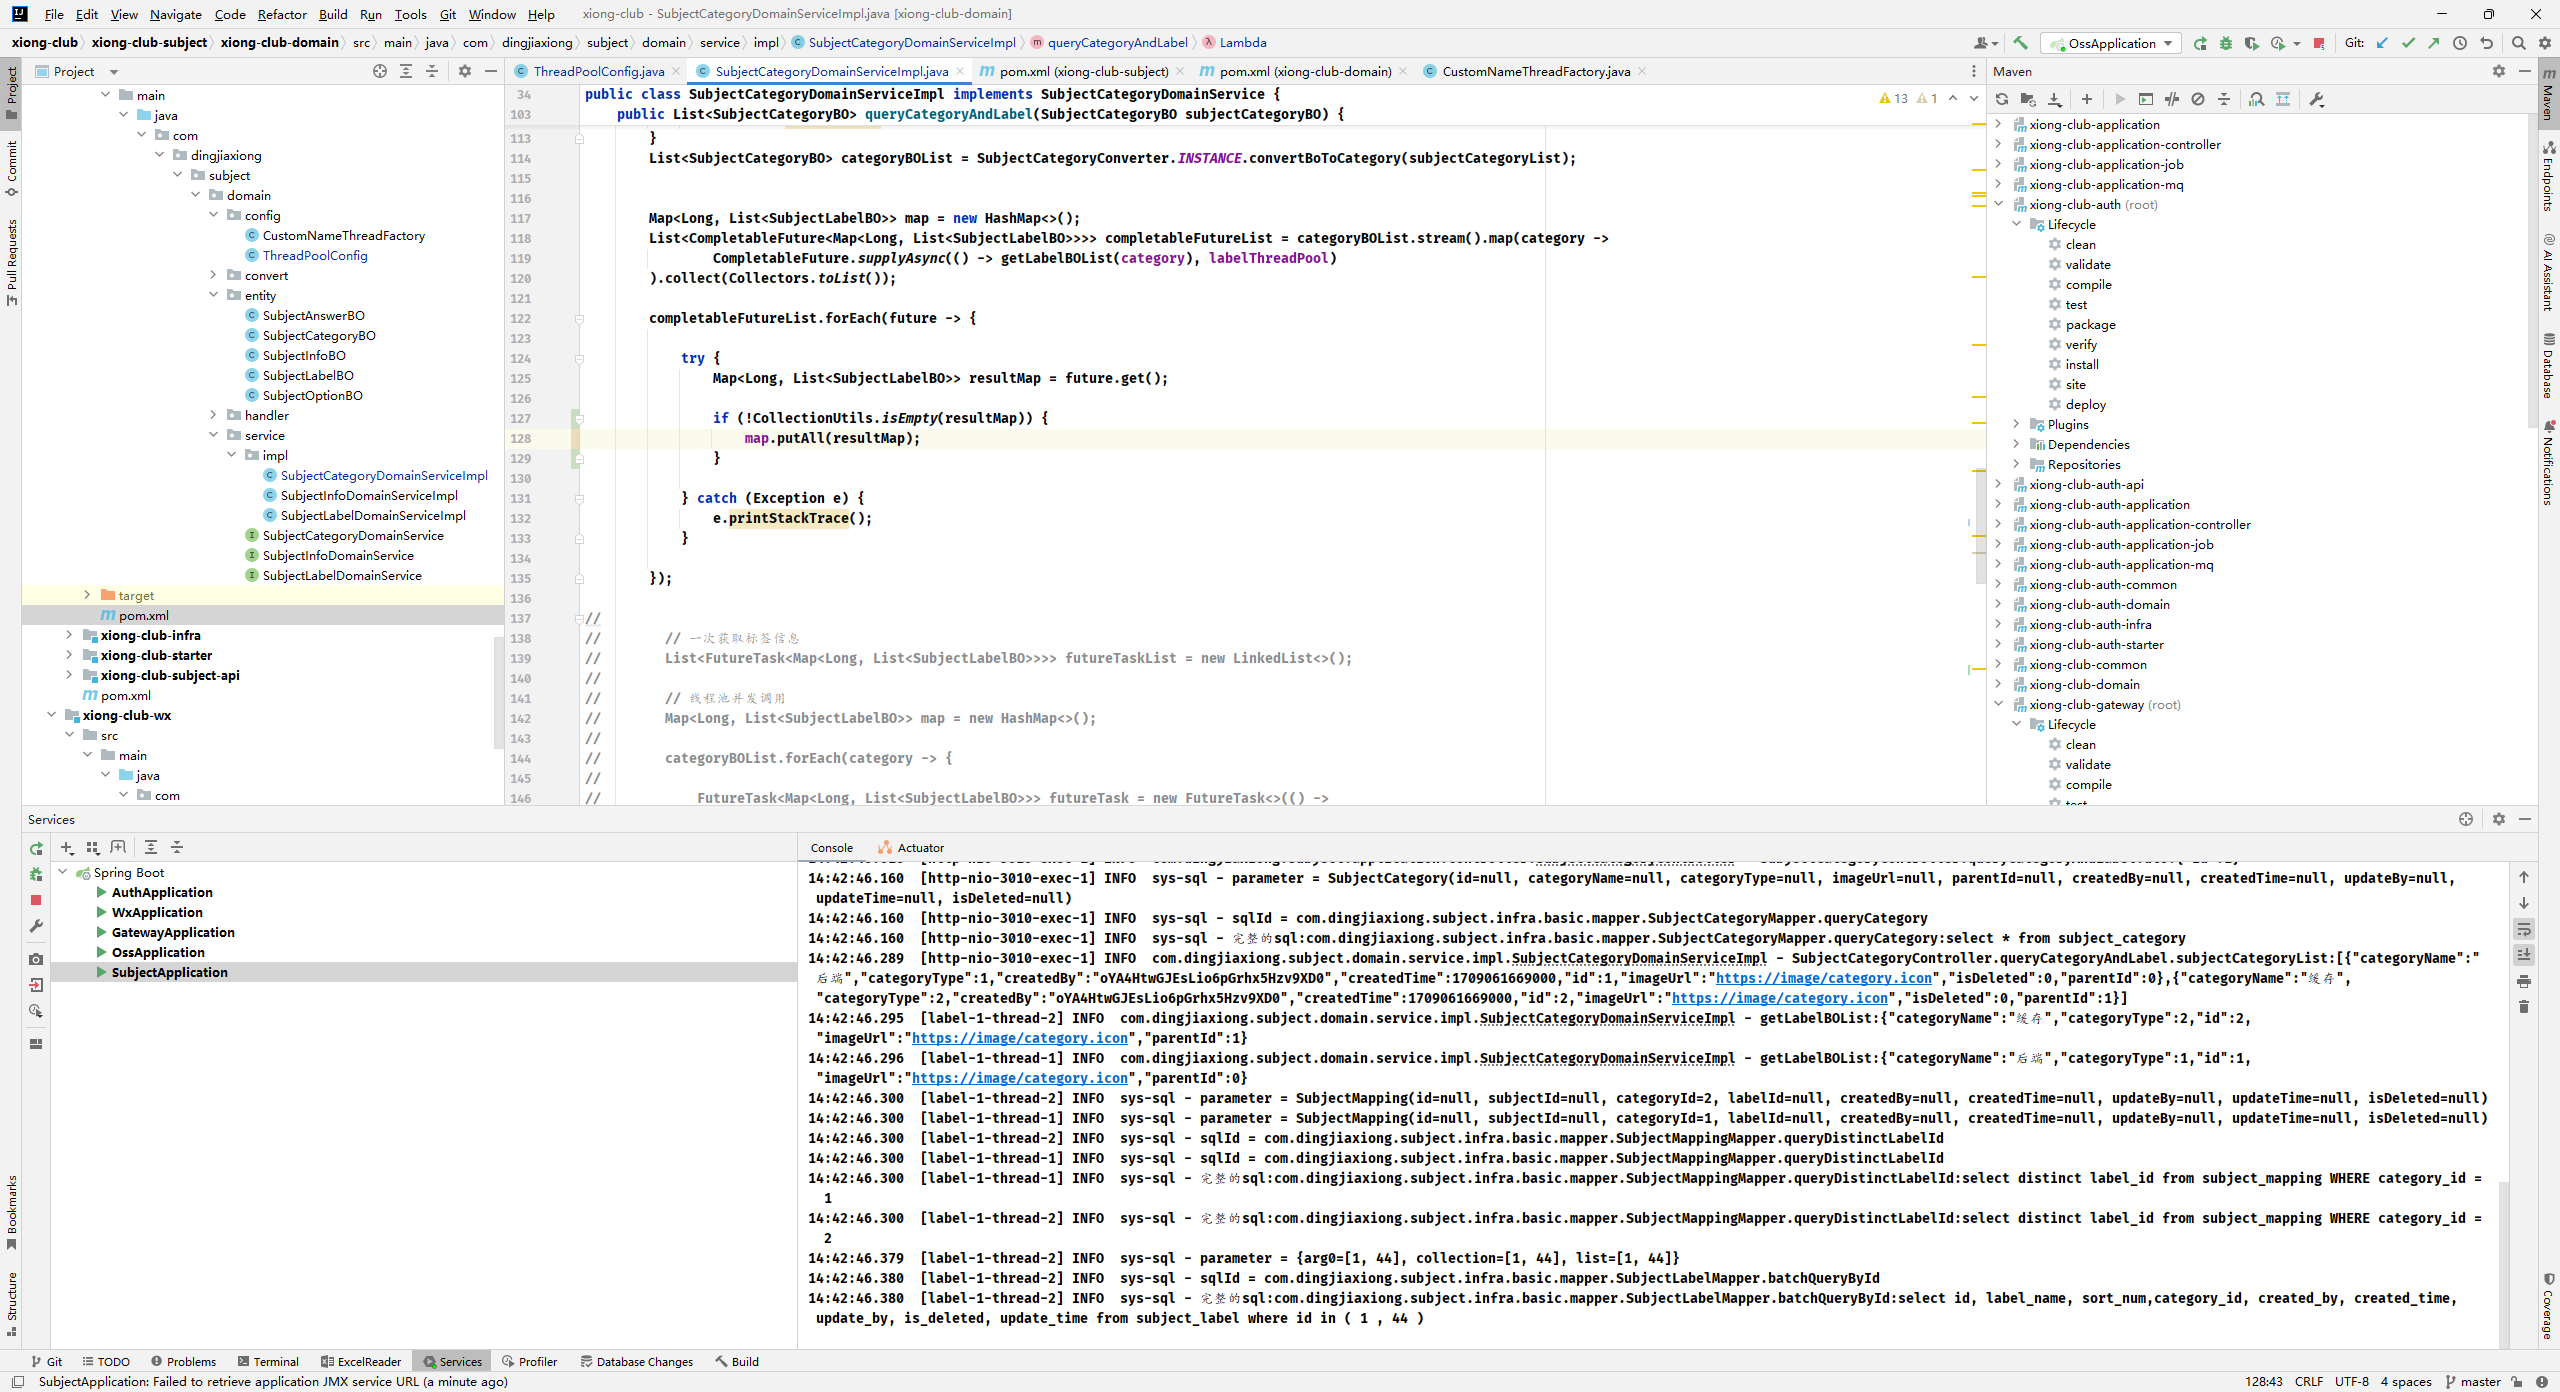 File Edit View Navigate Code Refactor Build Run Tools Git Window Help xiong-club - SubjectCategoryDomainServiceImpl.java [xiong-club-domain]
xiong-club xiong-club-subject xiong-club-domain src main java com dingjiaxiong subject domain service impl SubjectCategoryDomainServiceImpl queryCategoryAndLabel Lambda
OssApplication Git:
Project
ThreadPoolConfig.java SubjectCategoryDomainServiceImpl.java pom.xml (xiong-club-subject) pom.xml (xiong-club-domain) CustomNameThreadFactory.java
Maven
Project
Commit
Pull Requests
Bookmarks
Structure
main
java
com
dingjiaxiong
subject
domain
config
CustomNameThreadFactory
ThreadPoolConfig
convert
entity
SubjectAnswerBO
SubjectCategoryBO
SubjectInfoBO
SubjectLabelBO
SubjectOptionBO
handler
service
impl
SubjectCategoryDomainServiceImpl
SubjectInfoDomainServiceImpl
SubjectLabelDomainServiceImpl
SubjectCategoryDomainService
SubjectInfoDomainService
SubjectLabelDomainService
target
pom.xml
xiong-club-infra
xiong-club-starter
xiong-club-subject-api
pom.xml
xiong-club-wx
src
main
java
com
13 1
34 public class SubjectCategoryDomainServiceImpl implements SubjectCategoryDomainService {
103 public List<SubjectCategoryBO> queryCategoryAndLabel(SubjectCategoryBO subjectCategoryBO) {
113 }
114 List<SubjectCategoryBO> categoryBOList = SubjectCategoryConverter.INSTANCE.convertBoToCategory(subjectCategoryList);
115
116
117 Map<Long, List<SubjectLabelBO>> map = new HashMap<>();
118 List<CompletableFuture<Map<Long, List<SubjectLabelBO>>>> completableFutureList = categoryBOList.stream().map(category ->
119 CompletableFuture.supplyAsync(() -> getLabelBOList(category), labelThreadPool)
120 ).collect(Collectors.toList());
121
122 completableFutureList.forEach(future -> {
123
124 try {
125 Map<Long, List<SubjectLabelBO>> resultMap = future.get();
126
127 if (!CollectionUtils.isEmpty(resultMap)) {
128 map.putAll(resultMap);
129 }
130
131 } catch (Exception e) {
132 e.printStackTrace();
133 }
134
135 });
136
137 //
138 // // 一次获取标签信息
139 // List<FutureTask<Map<Long, List<SubjectLabelBO>>>> futureTaskList = new LinkedList<>();
140 //
141 // // 线程池并发调用
142 // Map<Long, List<SubjectLabelBO>> map = new HashMap<>();
143 //
144 // categoryBOList.forEach(category -> {
145 //
146 // FutureTask<Map<Long, List<SubjectLabelBO>>> futureTask = new FutureTask<>(() ->
xiong-club-application
xiong-club-application-controller
xiong-club-application-job
xiong-club-application-mq
xiong-club-auth (root)
Lifecycle
clean
validate
compile
test
package
verify
install
site
deploy
Plugins
Dependencies
Repositories
xiong-club-auth-api
xiong-club-auth-application
xiong-club-auth-application-controller
xiong-club-auth-application-job
xiong-club-auth-application-mq
xiong-club-auth-common
xiong-club-auth-domain
xiong-club-auth-infra
xiong-club-auth-starter
xiong-club-common
xiong-club-domain
xiong-club-gateway (root)
Lifecycle
clean
validate
compile
test
Maven
Endpoints
AI Assistant
Database
Notifications
Coverage
Services
Spring Boot
AuthApplication
WxApplication
GatewayApplication
OssApplication
SubjectApplication
Console Actuator
14:42:46.160 [http-nio-3010-exec-1] INFO sys-sql - parameter = SubjectCategory(id=null, categoryName=null, categoryType=null, imageUrl=null, parentId=null, createdBy=null, createdTime=null, updateBy=null,
updateTime=null, isDeleted=null)
14:42:46.160 [http-nio-3010-exec-1] INFO sys-sql - sqlId = com.dingjiaxiong.subject.infra.basic.mapper.SubjectCategoryMapper.queryCategory
14:42:46.160 [http-nio-3010-exec-1] INFO sys-sql - 完整的sql:com.dingjiaxiong.subject.infra.basic.mapper.SubjectCategoryMapper.queryCategory:select * from subject_category
14:42:46.289 [http-nio-3010-exec-1] INFO com.dingjiaxiong.subject.domain.service.impl.SubjectCategoryDomainServiceImpl - SubjectCategoryController.queryCategoryAndLabel.subjectCategoryList:[{"categoryName":"
后端","categoryType":1,"createdBy":"oYA4HtwGJEsLio6pGrhx5Hzv9XD0","createdTime":1709061669000,"id":1,"imageUrl":"https://image/category.icon","isDeleted":0,"parentId":0},{"categoryName":"缓存",
"categoryType":2,"createdBy":"oYA4HtwGJEsLio6pGrhx5Hzv9XD0","createdTime":1709061669000,"id":2,"imageUrl":"https://image/category.icon","isDeleted":0,"parentId":1}]
14:42:46.295 [label-1-thread-2] INFO com.dingjiaxiong.subject.domain.service.impl.SubjectCategoryDomainServiceImpl - getLabelBOList:{"categoryName":"缓存","categoryType":2,"id":2,
"imageUrl":"https://image/category.icon","parentId":1}
14:42:46.296 [label-1-thread-1] INFO com.dingjiaxiong.subject.domain.service.impl.SubjectCategoryDomainServiceImpl - getLabelBOList:{"categoryName":"后端","categoryType":1,"id":1,
"imageUrl":"https://image/category.icon","parentId":0}
14:42:46.300 [label-1-thread-2] INFO sys-sql - parameter = SubjectMapping(id=null, subjectId=null, categoryId=2, labelId=null, createdBy=null, createdTime=null, updateBy=null, updateTime=null, isDeleted=null)
14:42:46.300 [label-1-thread-1] INFO sys-sql - parameter = SubjectMapping(id=null, subjectId=null, categoryId=1, labelId=null, createdBy=null, createdTime=null, updateBy=null, updateTime=null, isDeleted=null)
14:42:46.300 [label-1-thread-2] INFO sys-sql - sqlId = com.dingjiaxiong.subject.infra.basic.mapper.SubjectMappingMapper.queryDistinctLabelId
14:42:46.300 [label-1-thread-1] INFO sys-sql - sqlId = com.dingjiaxiong.subject.infra.basic.mapper.SubjectMappingMapper.queryDistinctLabelId
14:42:46.300 [label-1-thread-1] INFO sys-sql - 完整的sql:com.dingjiaxiong.subject.infra.basic.mapper.SubjectMappingMapper.queryDistinctLabelId:select distinct label_id from subject_mapping WHERE category_id =
1
14:42:46.300 [label-1-thread-2] INFO sys-sql - 完整的sql:com.dingjiaxiong.subject.infra.basic.mapper.SubjectMappingMapper.queryDistinctLabelId:select distinct label_id from subject_mapping WHERE category_id =
2
14:42:46.379 [label-1-thread-2] INFO sys-sql - parameter = {arg0=[1, 44], collection=[1, 44], list=[1, 44]}
14:42:46.380 [label-1-thread-2] INFO sys-sql - sqlId = com.dingjiaxiong.subject.infra.basic.mapper.SubjectLabelMapper.batchQueryById
14:42:46.380 [label-1-thread-2] INFO sys-sql - 完整的sql:com.dingjiaxiong.subject.infra.basic.mapper.SubjectLabelMapper.batchQueryById:select id, label_name, sort_num,category_id, created_by, created_time,
update_by, is_deleted, update_time from subject_label where id in ( 1 , 44 )
Git TODO Problems Terminal ExcelReader Services Profiler Database Changes Build
SubjectApplication: Failed to retrieve application JMX service URL (a minute ago) 128:43 CRLF UTF-8 4 spaces master